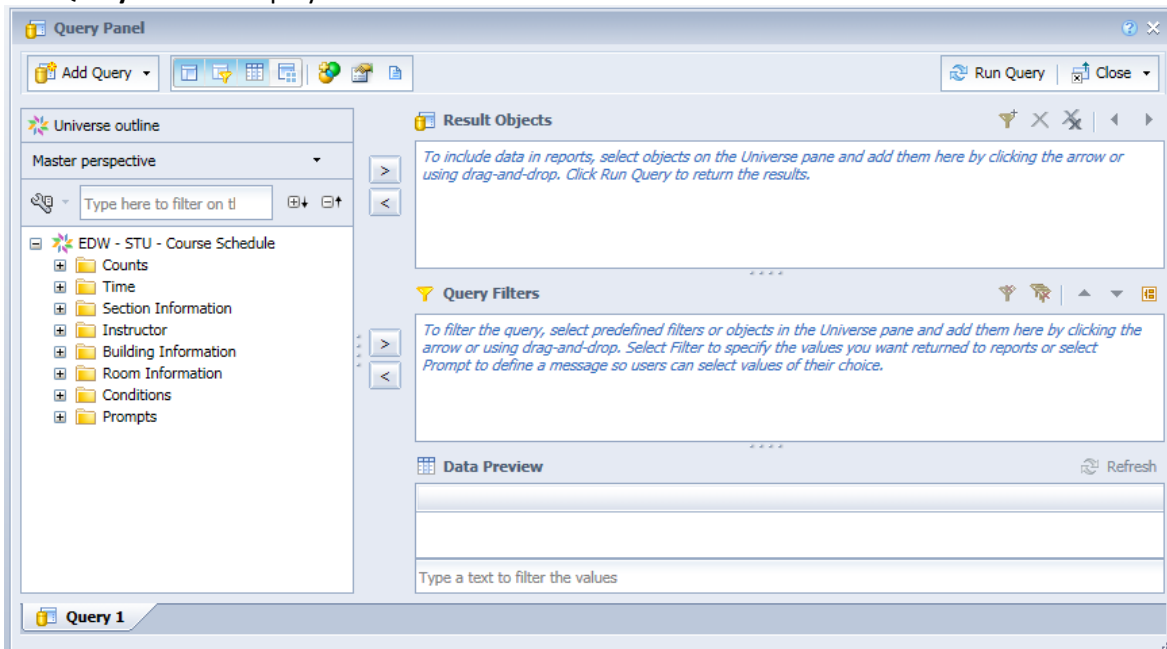 Query Panel
Add Query
Run Query
Close
Universe outline
Master perspective
Type here to filter on t
EDW - STU - Course Schedule
Counts
Time
Section Information
Instructor
Building Information
Room Information
Conditions
Prompts
>
<
>
<
Result Objects
To include data in reports, select objects on the Universe pane and add them here by clicking the arrow or
using drag-and-drop. Click Run Query to return the results.
Query Filters
To filter the query, select predefined filters or objects in the Universe pane and add them here by clicking the
arrow or using drag-and-drop. Select Filter to specify the values you want returned to reports or select
Prompt to define a message so users can select values of their choice.
Data Preview
Refresh
Type a text to filter the values
Query 1